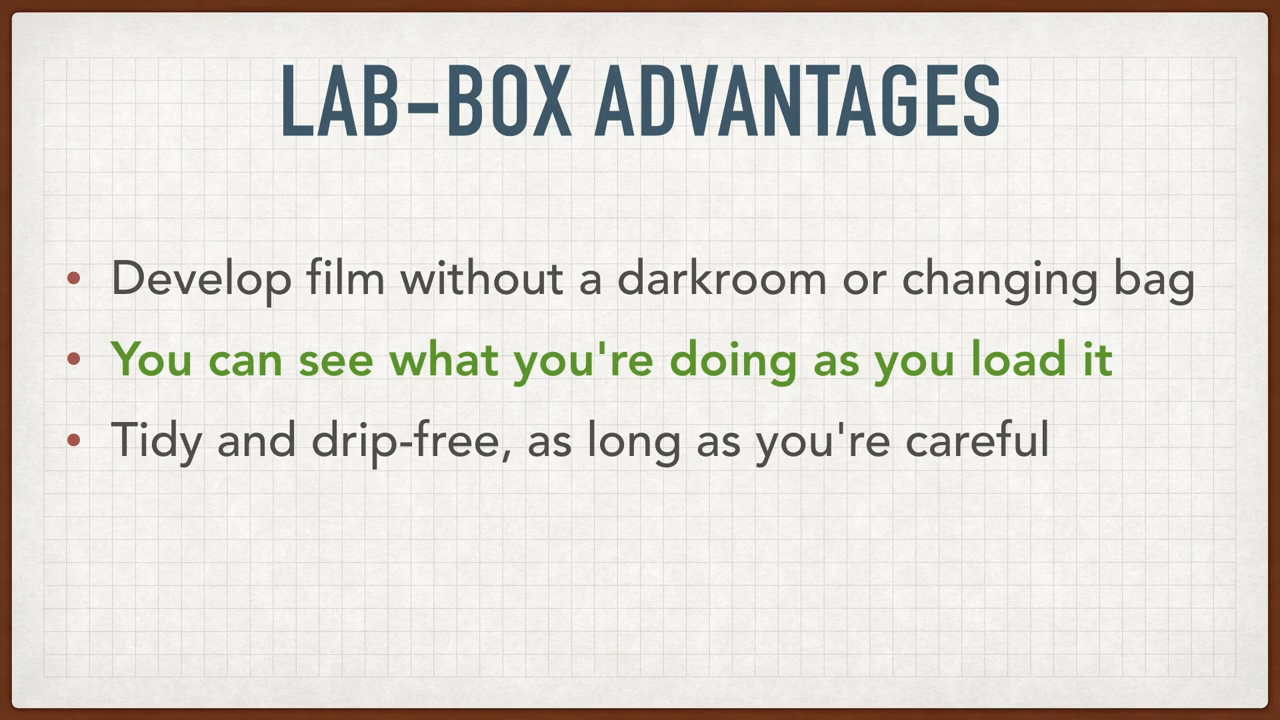 LAB-BOX ADVANTAGES
• Develop film without a darkroom or changing bag
• You can see what you're doing as you load it
• Tidy and drip-free, as long as you're careful